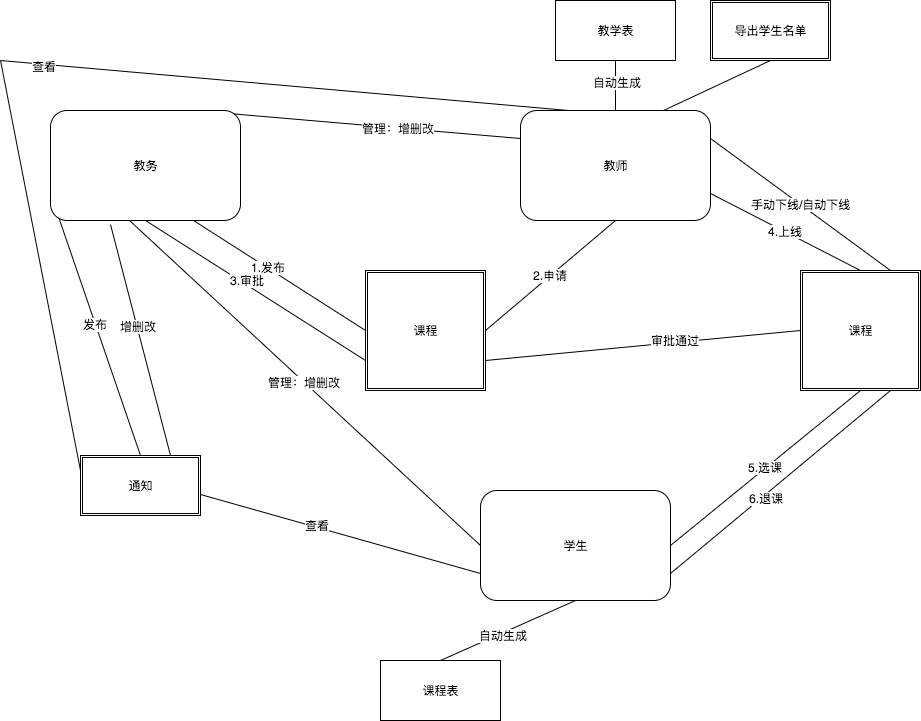 教学表
导出学生名单
查看
自动生成
管理：增删改
教务
教师
手动下线/自动下线
4.上线
1.发布
3.审批
2.申请
课程
课程
发布
增删改
审批通过
管理：增删改
5.选课
通知
6.退课
查看
学生
自动生成
课程表